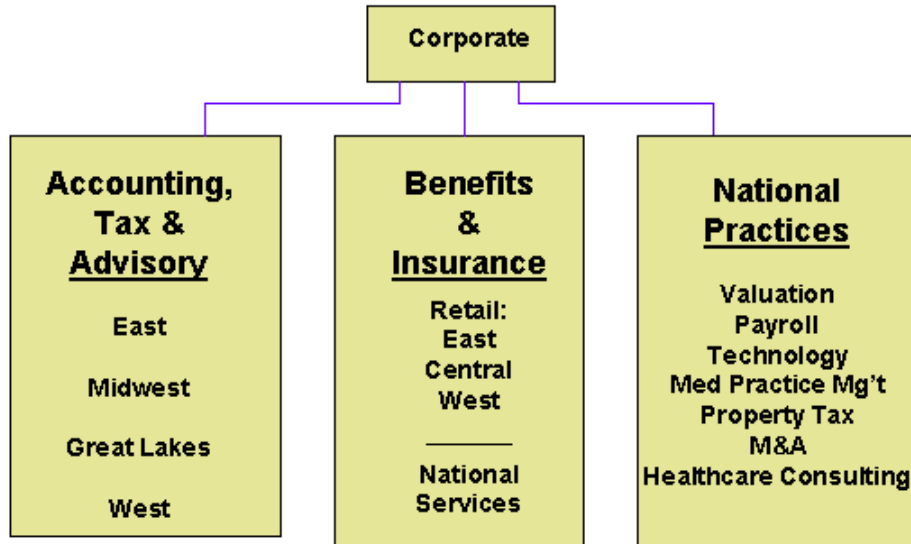 Corporate
Accounting,
Tax &
Advisory
East
Midwest
Great Lakes
West
Benefits
&
Insurance
Retail:
East
Central
West
National
Services
National
Practices
Valuation
Payroll
Technology
Med Practice Mg't
Property Tax
M&A
Healthcare Consulting